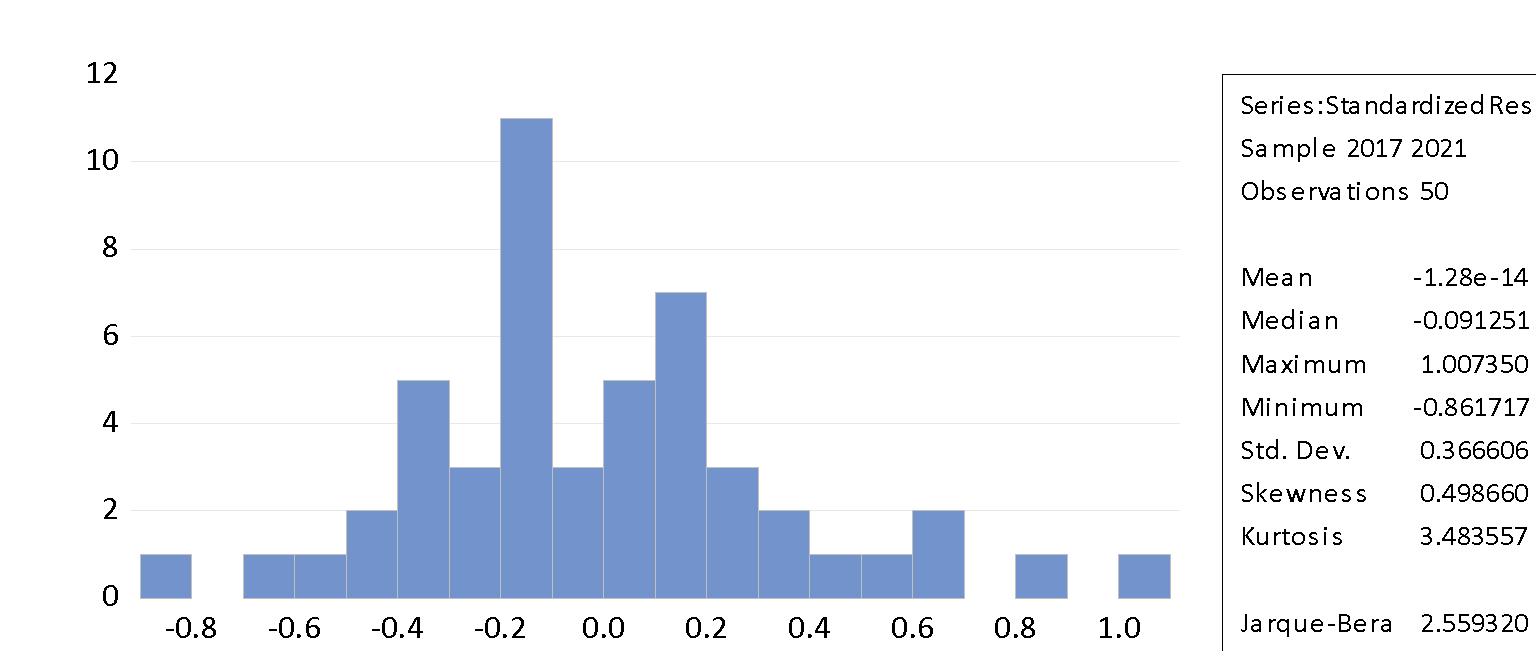 12
10
8
6
4
2
0
-0.8 -0.6 -0.4 -0.2 0.0 0.2 0.4 0.6 0.8 1.0
Series: Standardized Res
Sample 2017 2021
Observations 50
Mean -1.28e-14
Median -0.091251
Maximum 1.007350
Minimum -0.861717
Std. Dev. 0.366606
Skewness 0.498660
Kurtosis 3.483557
Jarque-Bera 2.559320